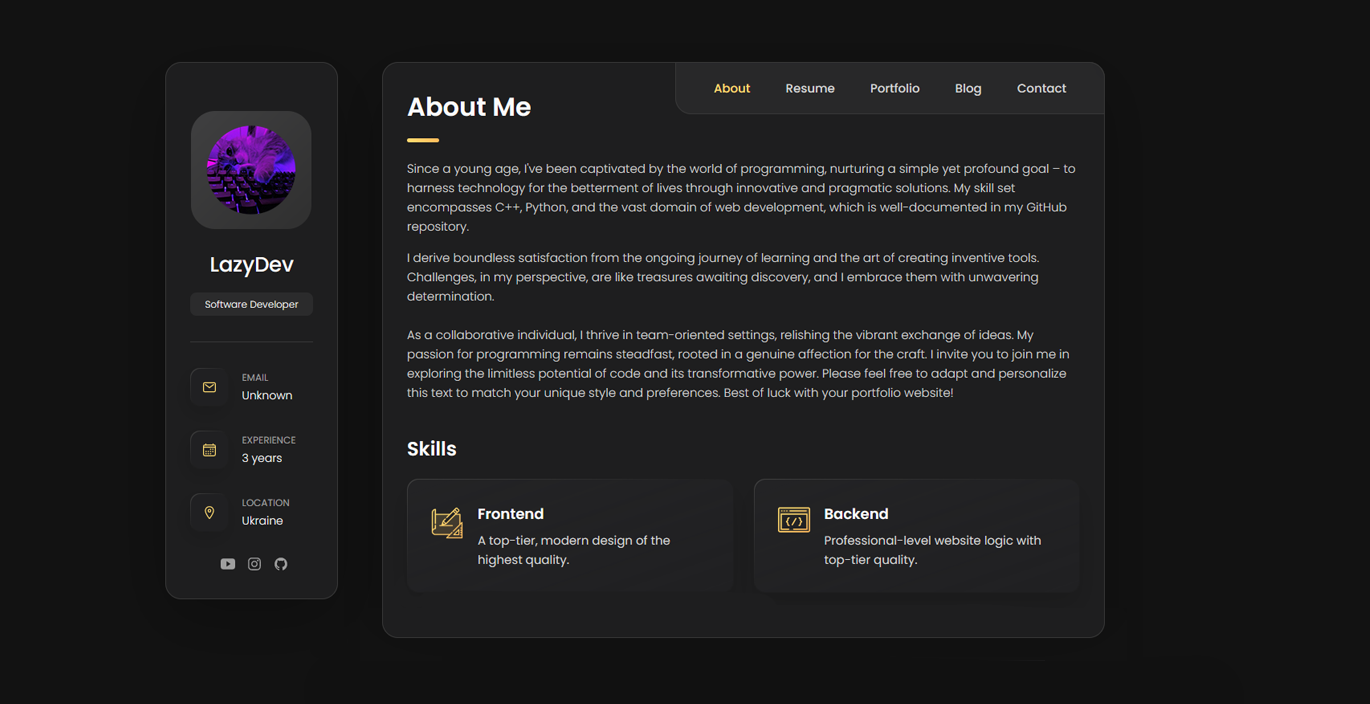 LazyDev
Software Developer
EMAIL
Unknown
EXPERIENCE
3 years
LOCATION
Ukraine
About
Resume
Portfolio
Blog
Contact
About Me
Since a young age, I've been captivated by the world of programming, nurturing a simple yet profound goal – to
harness technology for the betterment of lives through innovative and pragmatic solutions. My skill set
encompasses C++, Python, and the vast domain of web development, which is well-documented in my GitHub
repository.
I derive boundless satisfaction from the ongoing journey of learning and the art of creating inventive tools.
Challenges, in my perspective, are like treasures awaiting discovery, and I embrace them with unwavering
determination.
As a collaborative individual, I thrive in team-oriented settings, relishing the vibrant exchange of ideas. My
passion for programming remains steadfast, rooted in a genuine affection for the craft. I invite you to join me in
exploring the limitless potential of code and its transformative power. Please feel free to adapt and personalize
this text to match your unique style and preferences. Best of luck with your portfolio website!
Skills
Frontend
A top-tier, modern design of the
highest quality.
Backend
Professional-level website logic with
top-tier quality.